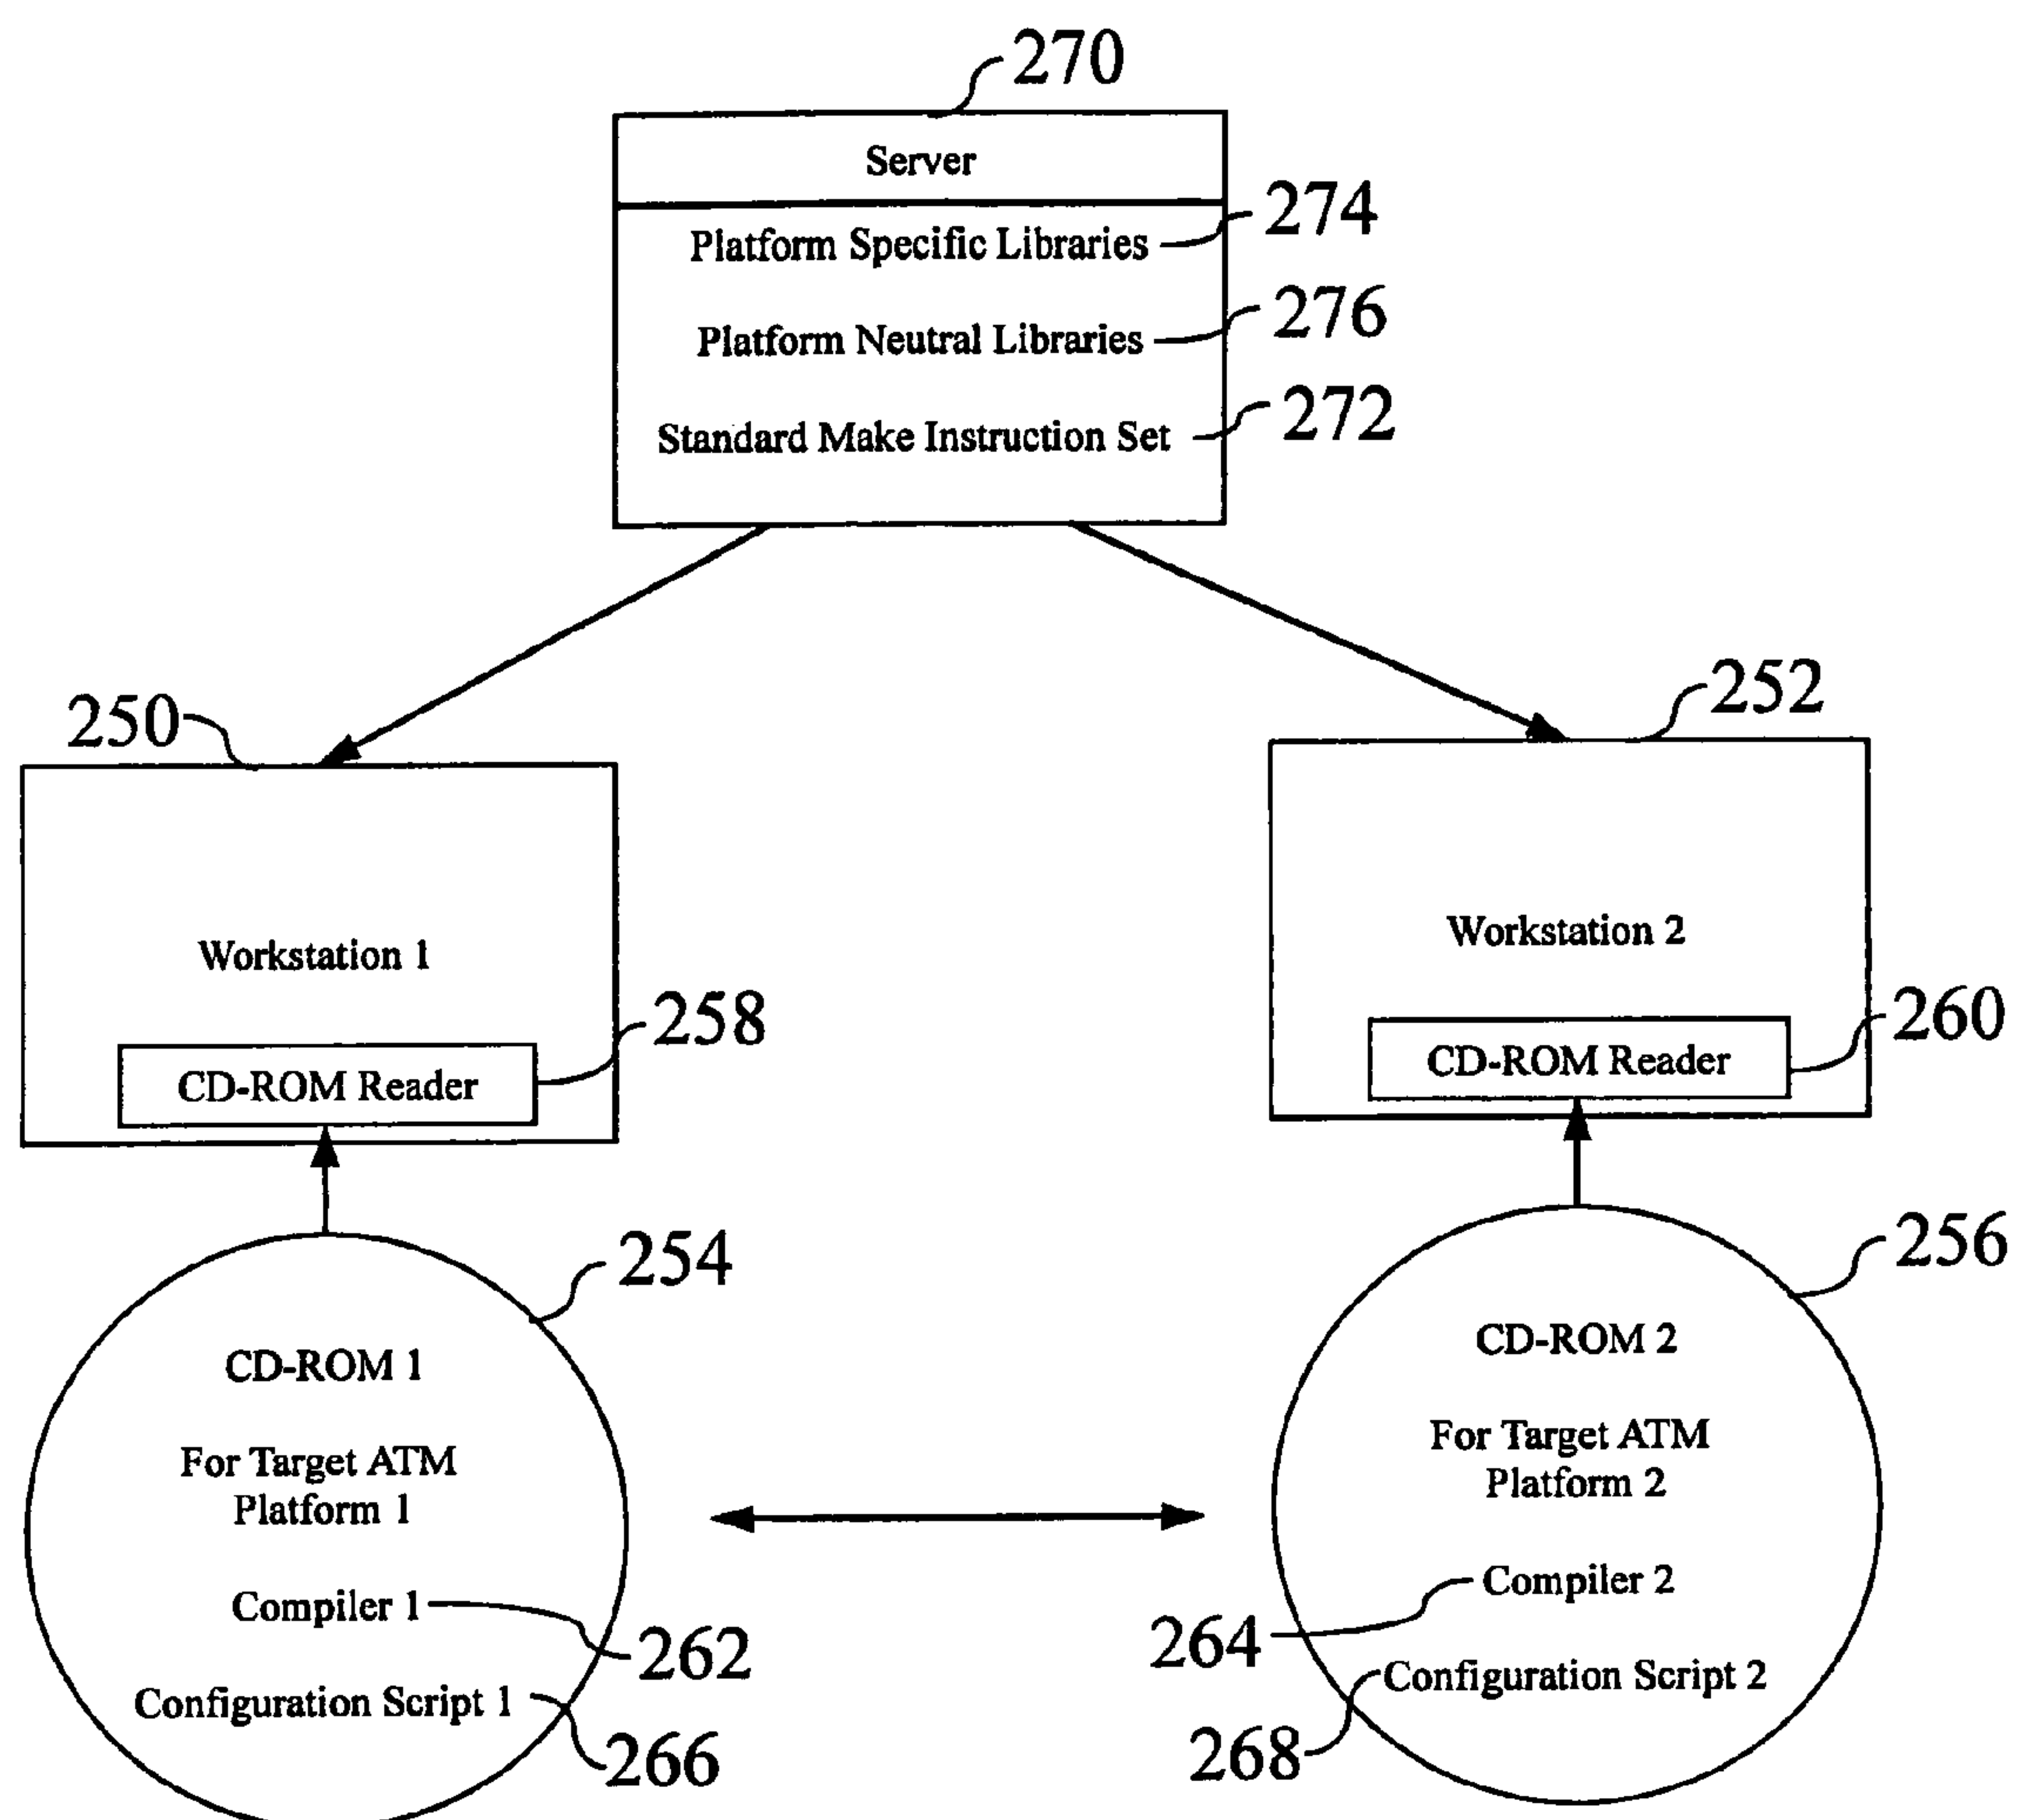 270
Server
Platform Specific Libraries
274
Platform Neutral Libraries
276
Standard Make Instruction Set
272
250
Workstation 1
CD-ROM Reader
258
252
Workstation 2
CD-ROM Reader
260
254
CD-ROM 1
For Target ATM
Platform 1
Compiler 1
262
Configuration Script 1
266
256
CD-ROM 2
For Target ATM
Platform 2
Compiler 2
264
Configuration Script 2
268